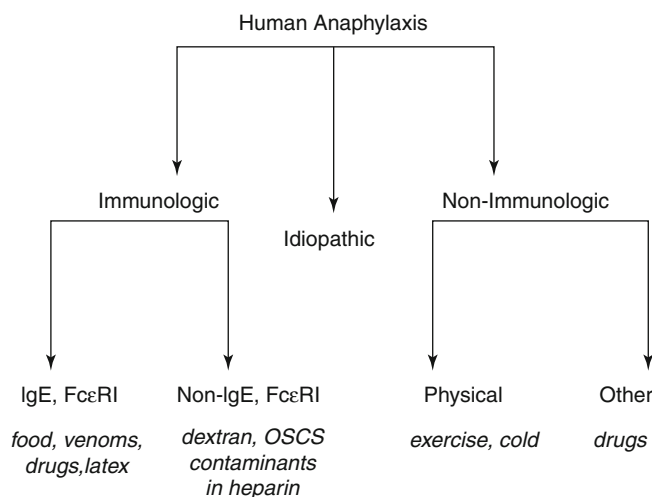 Human Anaphylaxis
Immunologic
Idiopathic
Non-Immunologic
IgE, FcεRI
food, venoms,
drugs,latex
Non-IgE, FcεRI
dextran, OSCS
contaminants
in heparin
Physical
exercise, cold
Other
drugs